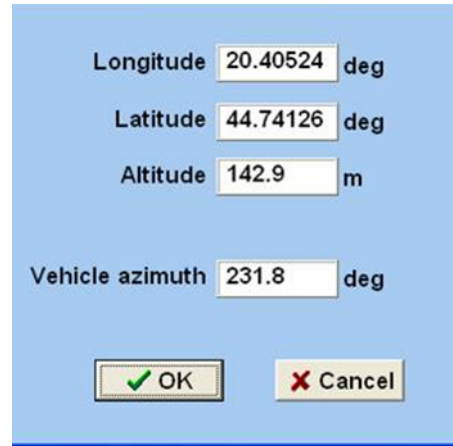 Longitude 20.40524 deg
Latitude 44.74126 deg
Altitude 142.9 m
Vehicle azimuth 231.8 deg
OK Cancel